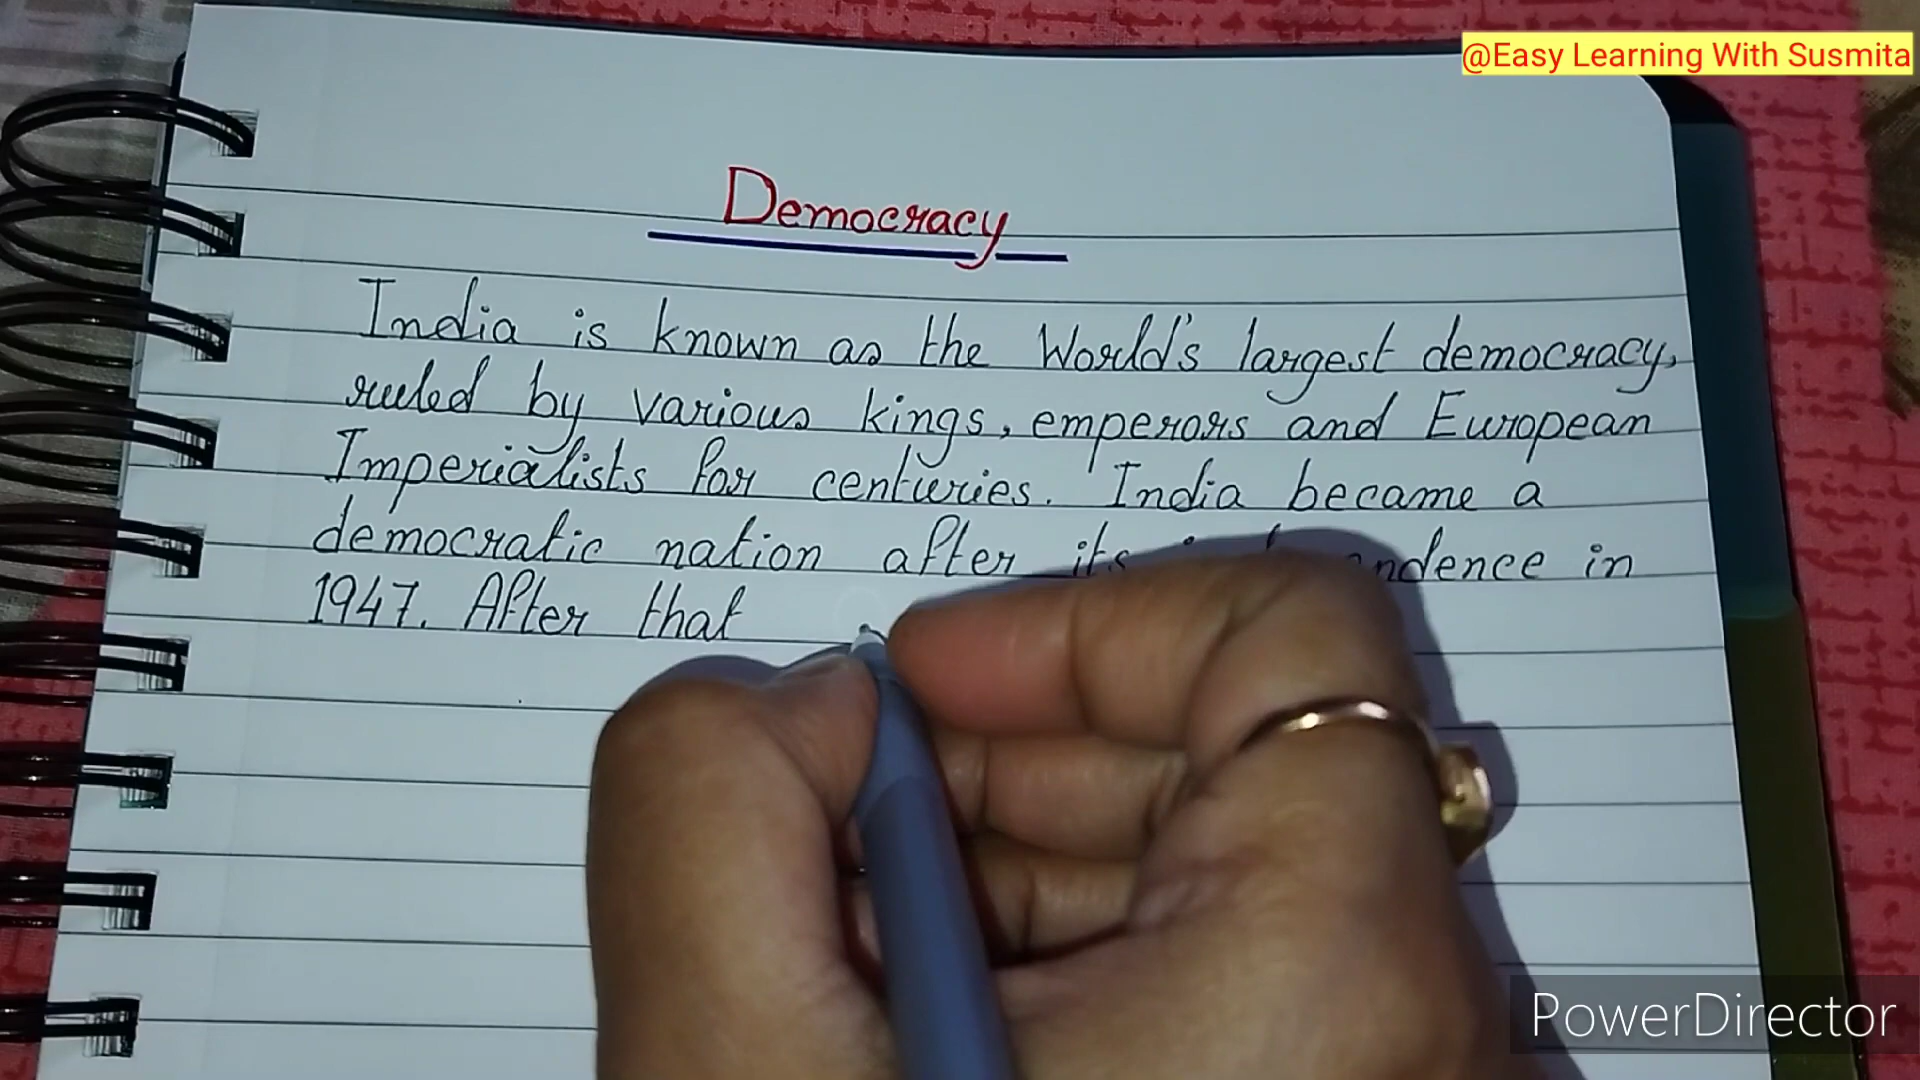 @Easy Learning With Susmita
Democracy
India is known as the World's largest democracy,
ruled by various kings, emperors and European
Imperialists for centuries. India became a
democratic nation after its in
1947. After that
PowerDirector